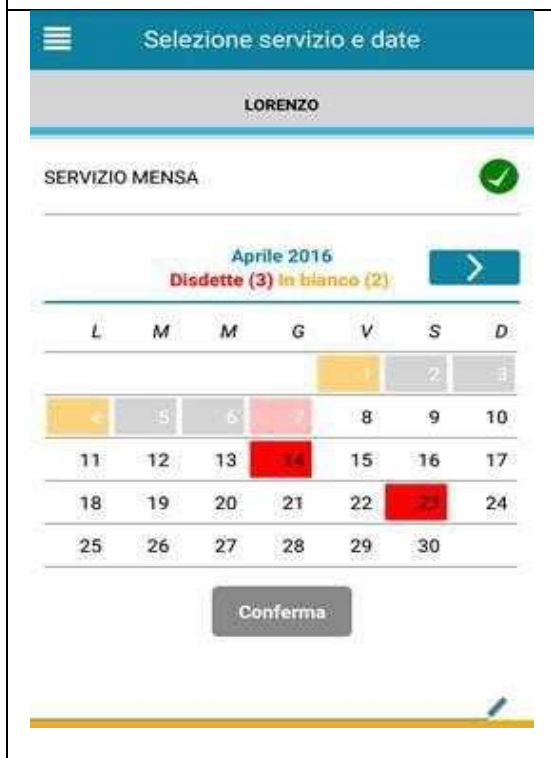 Selezione servizio e date
LORENZO
SERVIZIO MENSA
Aprile 2016
Disdette (3) In bianco (2)
L M M G V S D
1 2 3
4 5 6 7 8 9 10
11 12 13 14 15 16 17
18 19 20 21 22 23 24
25 26 27 28 29 30
Conferma